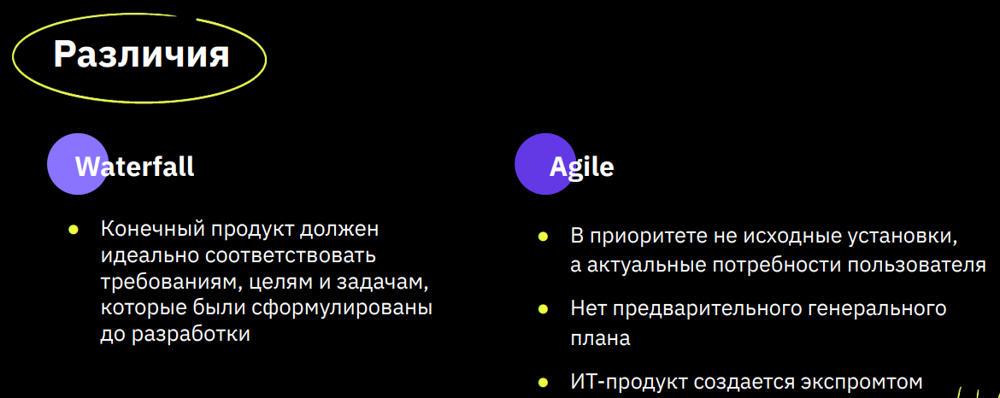 Различия
Waterfall
Конечный продукт должен
идеально соответствовать
требованиям, целям и задачам,
которые были сформулированы
до разработки
Agile
В приоритете не исходные установки,
а актуальные потребности пользователя
Нет предварительного генерального
плана
ИТ-продукт создается экспромтом